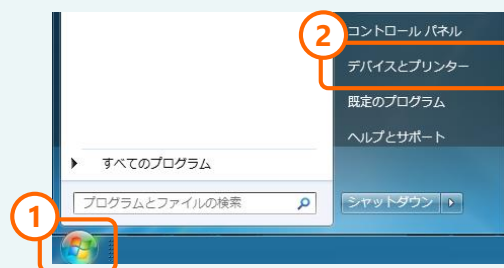 コントロール パネル
デバイスとプリンター
既定のプログラム
ヘルプとサポート
すべてのプログラム
プログラムとファイルの検索
シャットダウン
1
2